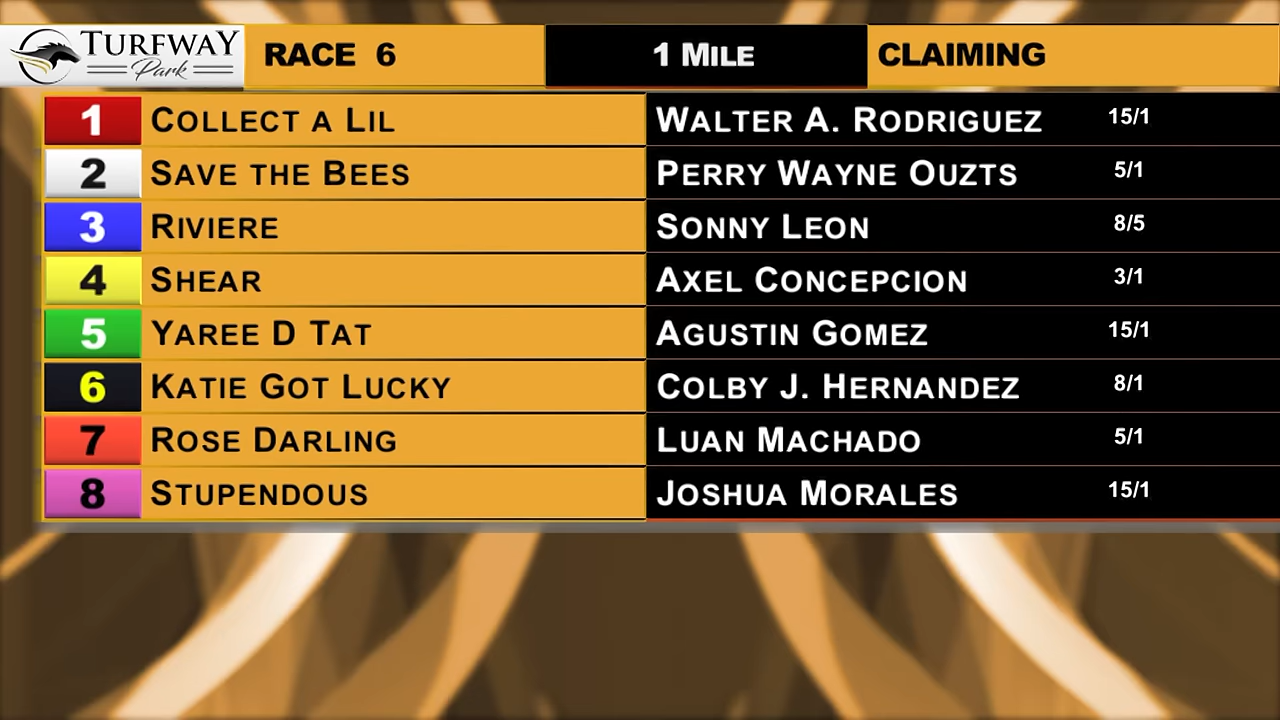 TURFWAY Park RACE 6 1 MILE CLAIMING
1 COLLECT A LIL WALTER A. RODRIGUEZ 15/1
2 SAVE THE BEES PERRY WAYNE OUZTS 5/1
3 RIVIERE SONNY LEON 8/5
4 SHEAR AXEL CONCEPCION 3/1
5 YAREE D TAT AGUSTIN GOMEZ 15/1
6 KATIE GOT LUCKY COLBY J. HERNANDEZ 8/1
7 ROSE DARLING LUAN MACHADO 5/1
8 STUPENDOUS JOSHUA MORALES 15/1